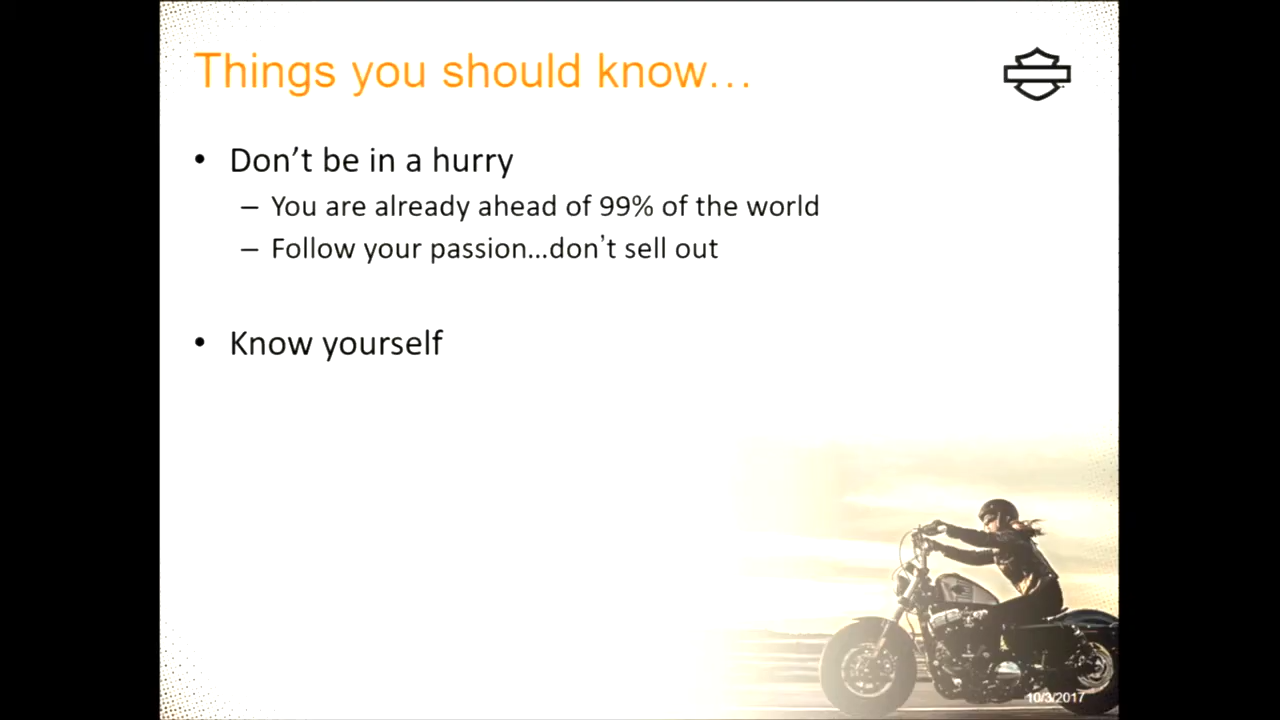 Things you should know…
• Don’t be in a hurry
– You are already ahead of 99% of the world
– Follow your passion…don’t sell out
• Know yourself
10/3/2017